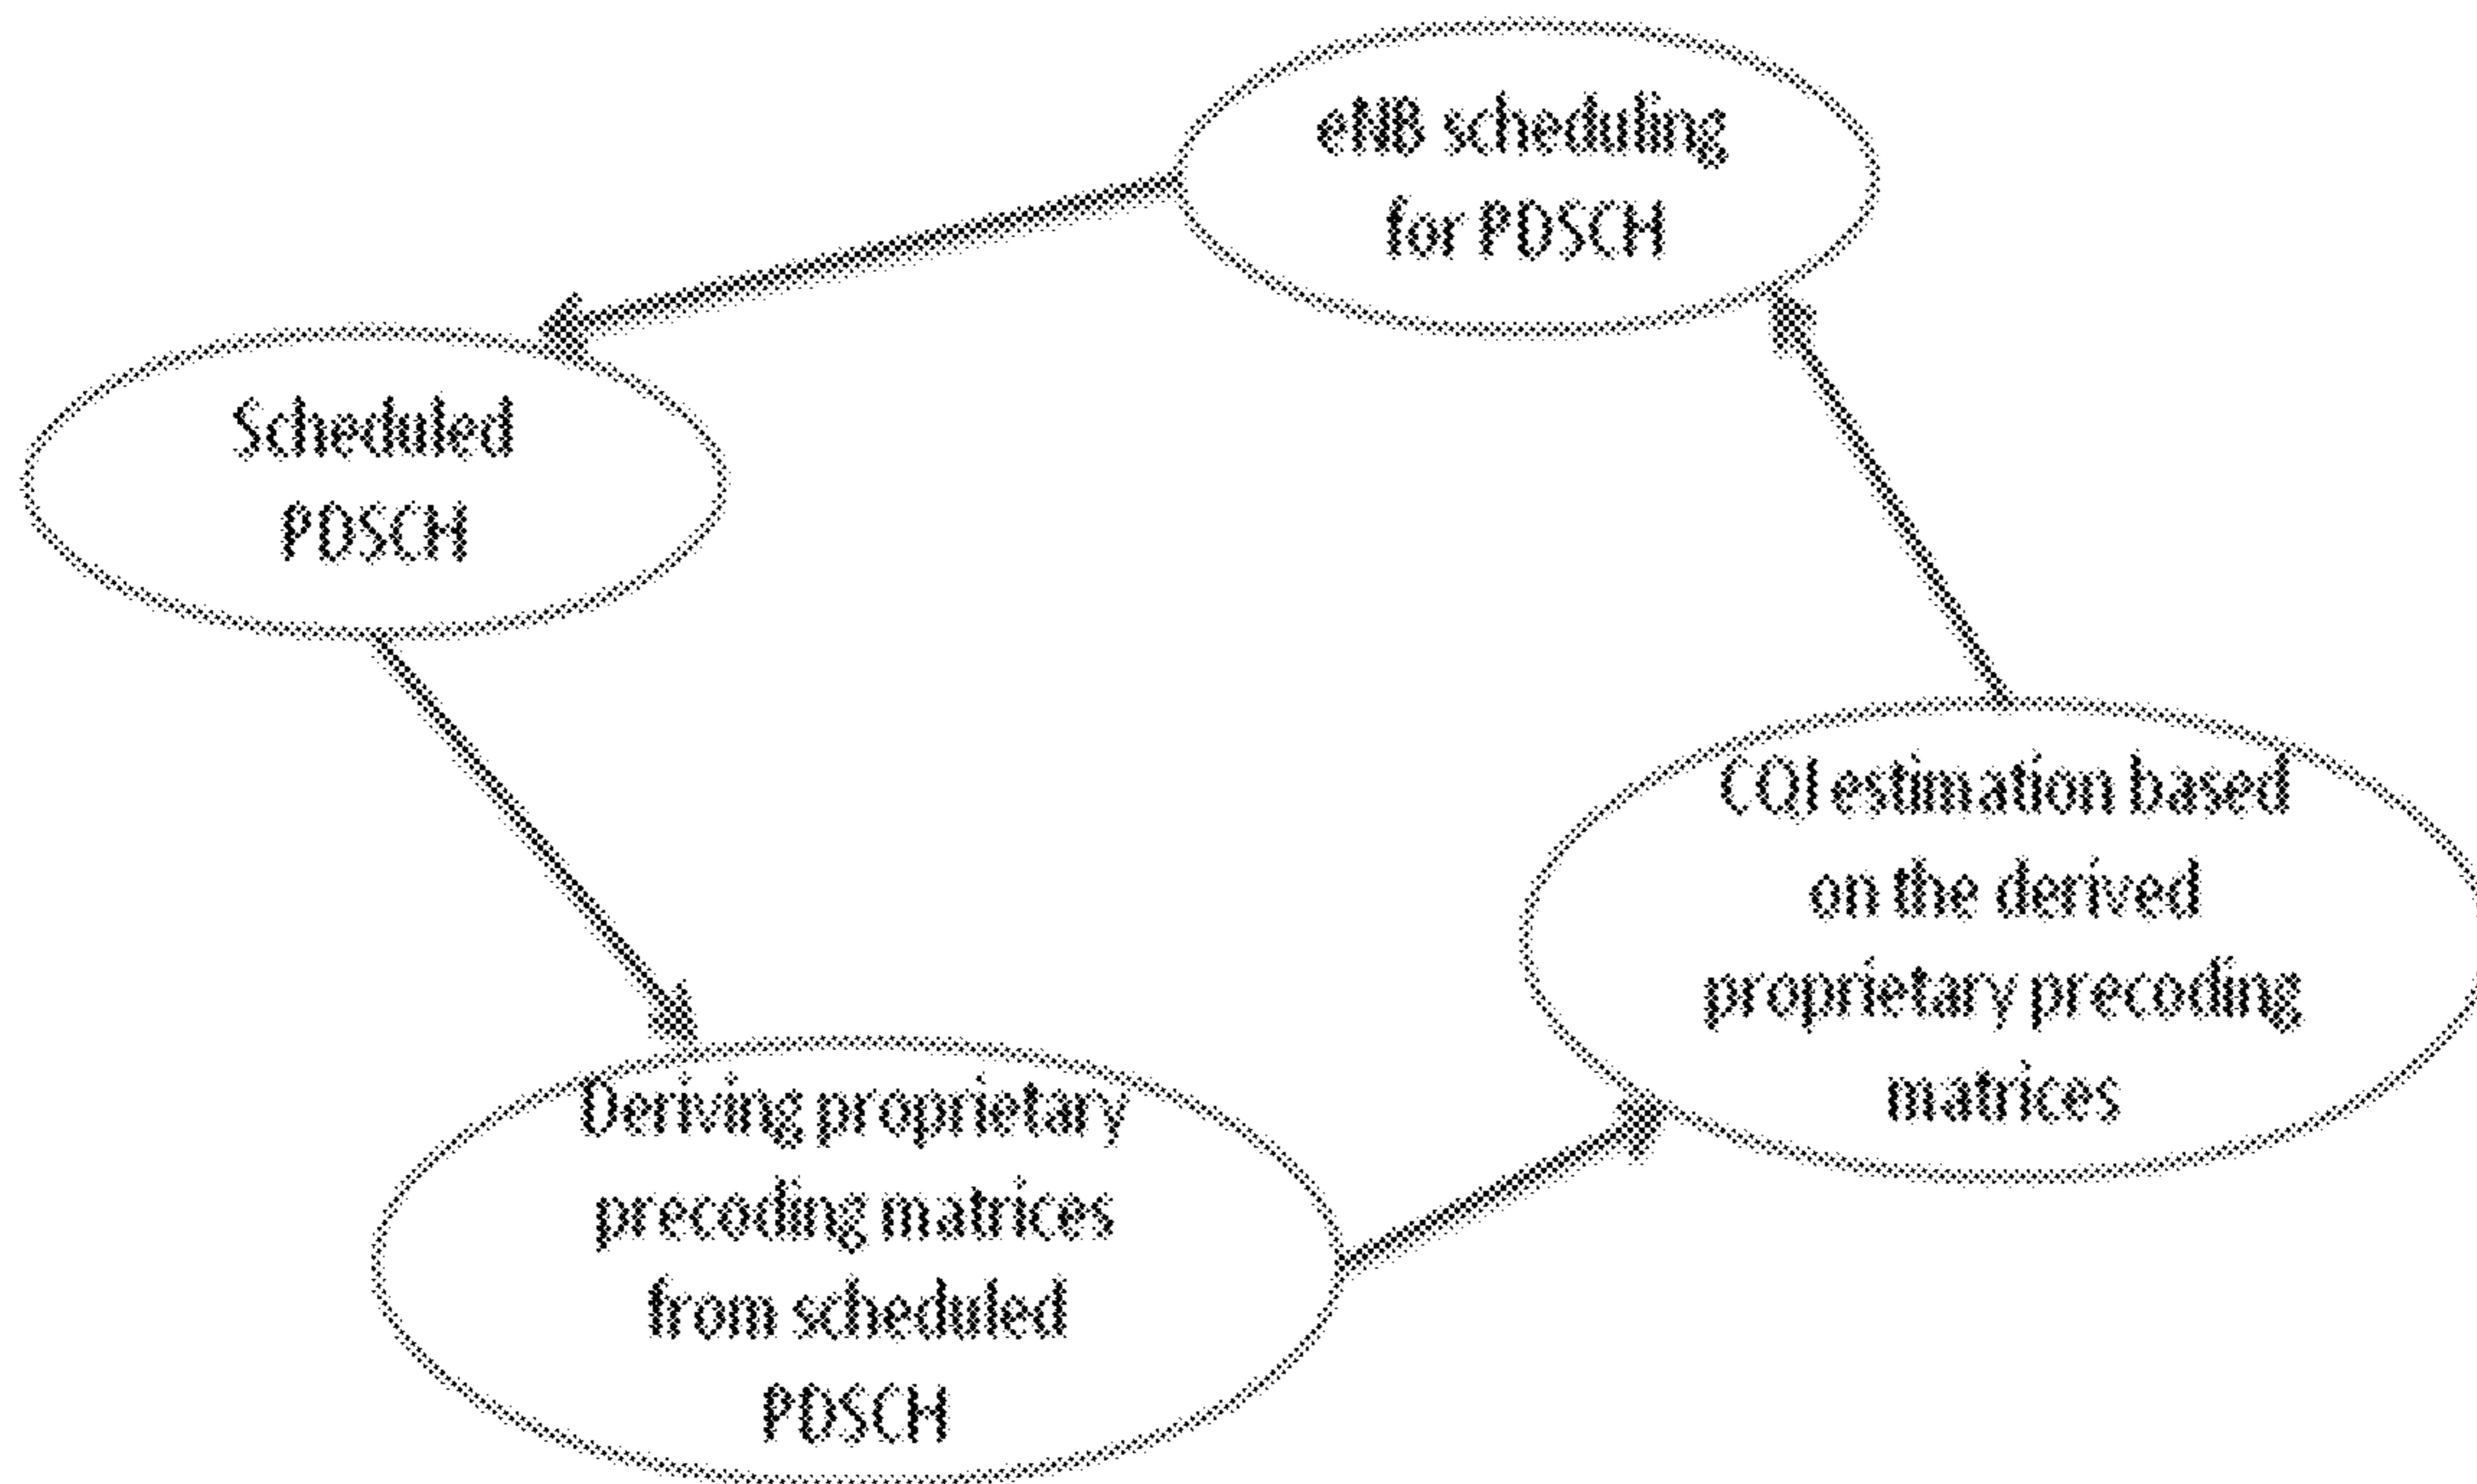 eNB scheduling
for PDSCH
Scheduled
PDSCH
CQI estimation based
on the derived
proprietary precoding
matrices
Deriving proprietary
precoding matrices
from scheduled
PDSCH